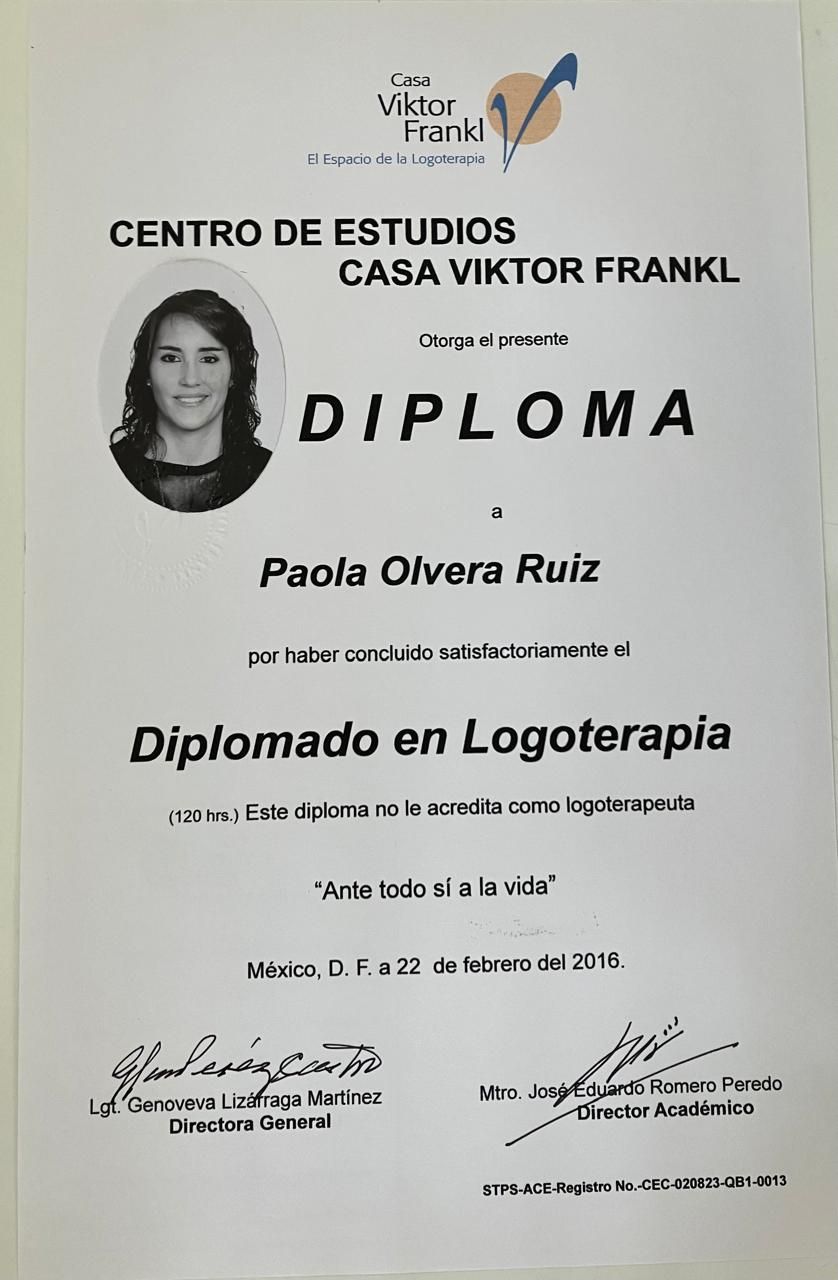 Casa
Viktor
Frankl
El Espacio de la Logoterapia
CENTRO DE ESTUDIOS
CASA VIKTOR FRANKL
Otorga el presente
DIPLOMA
a
Paola Olvera Ruiz
por haber concluido satisfactoriamente el
Diplomado en Logoterapia
(120 hrs.) Este diploma no le acredita como logoterapeuta
“Ante todo sí a la vida”
México, D. F. a 22 de febrero del 2016.
Lgt. Genoveva Lizárraga Martínez
Directora General
Mtro. José Eduardo Romero Peredo
Director Académico
STPS-ACE-Registro No.-CEC-020823-QB1-0013